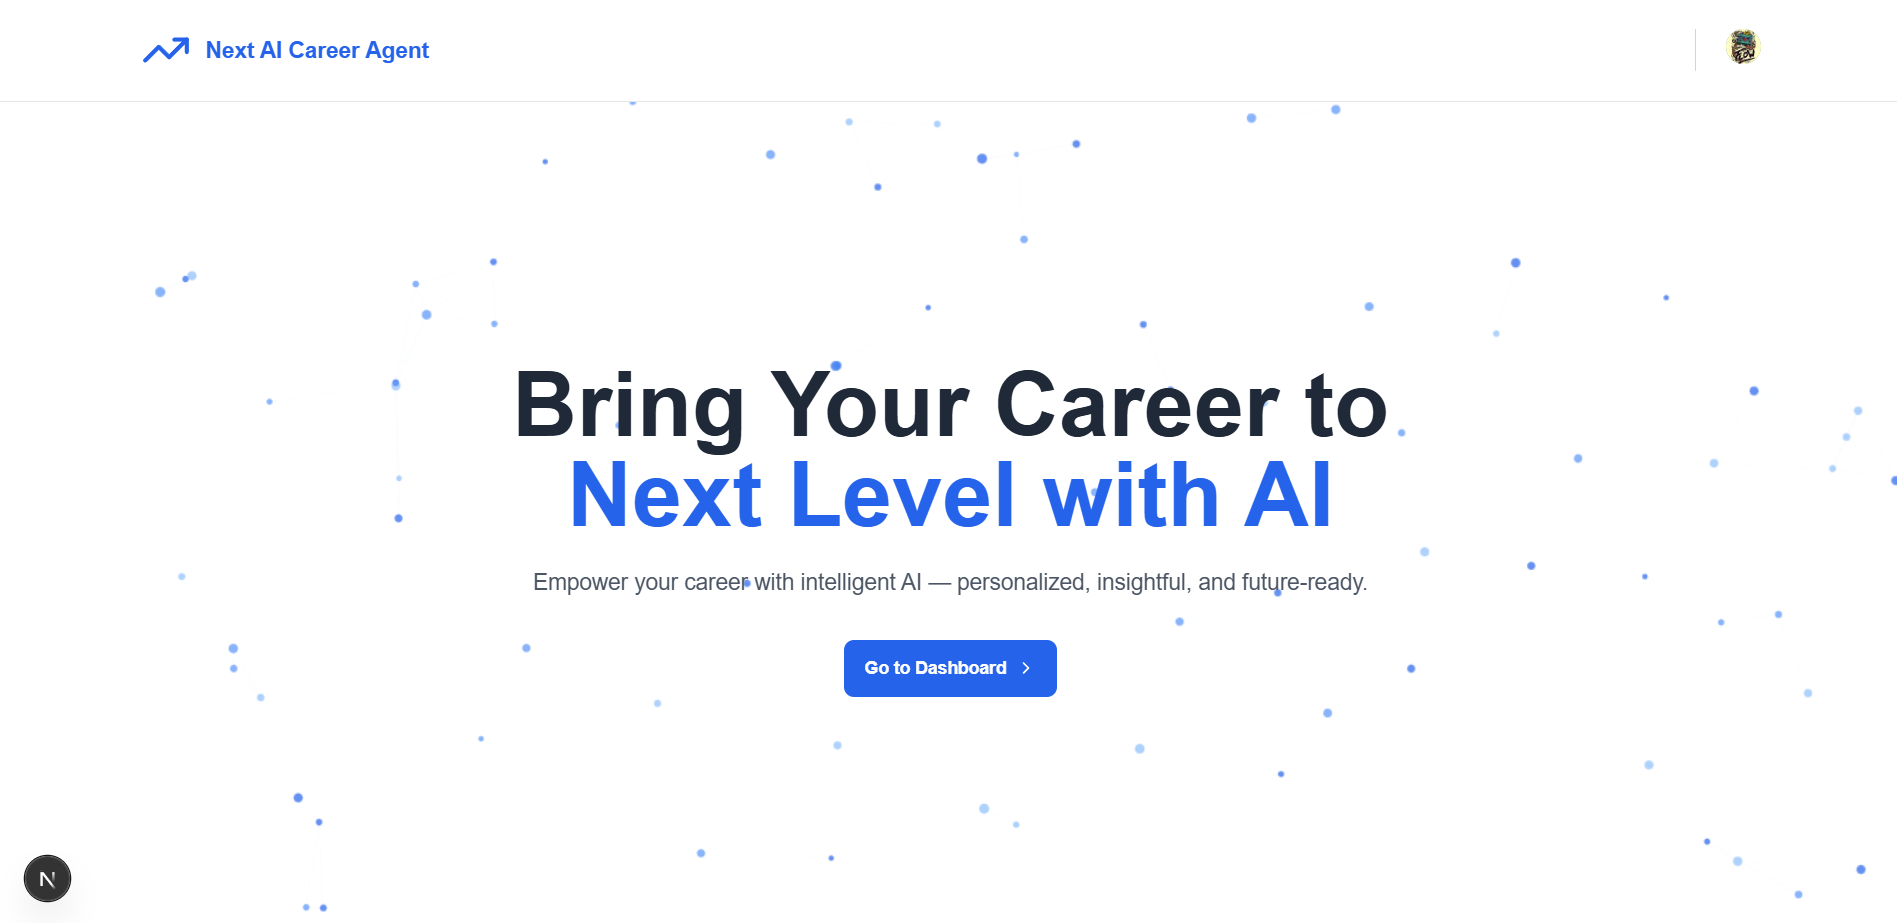 Next AI Career Agent
Bring Your Career to
Next Level with AI
Empower your career with intelligent AI — personalized, insightful, and future-ready.
Go to Dashboard
N